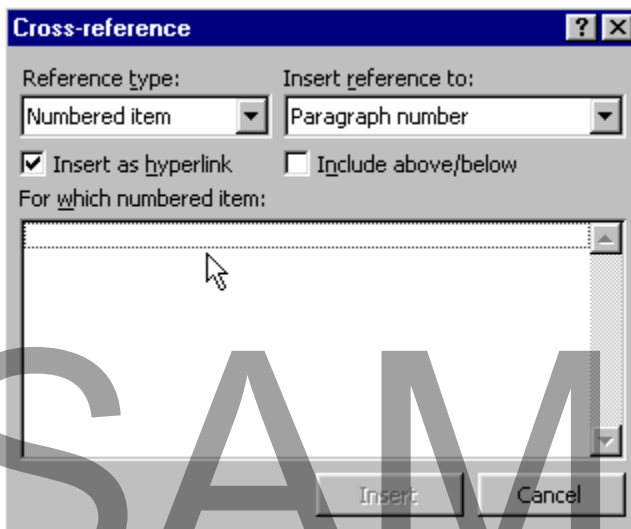 Cross-reference
Reference type: Insert reference to:
Numbered item Paragraph number
Insert as hyperlink Include above/below
For which numbered item:
Insert Cancel
SAM